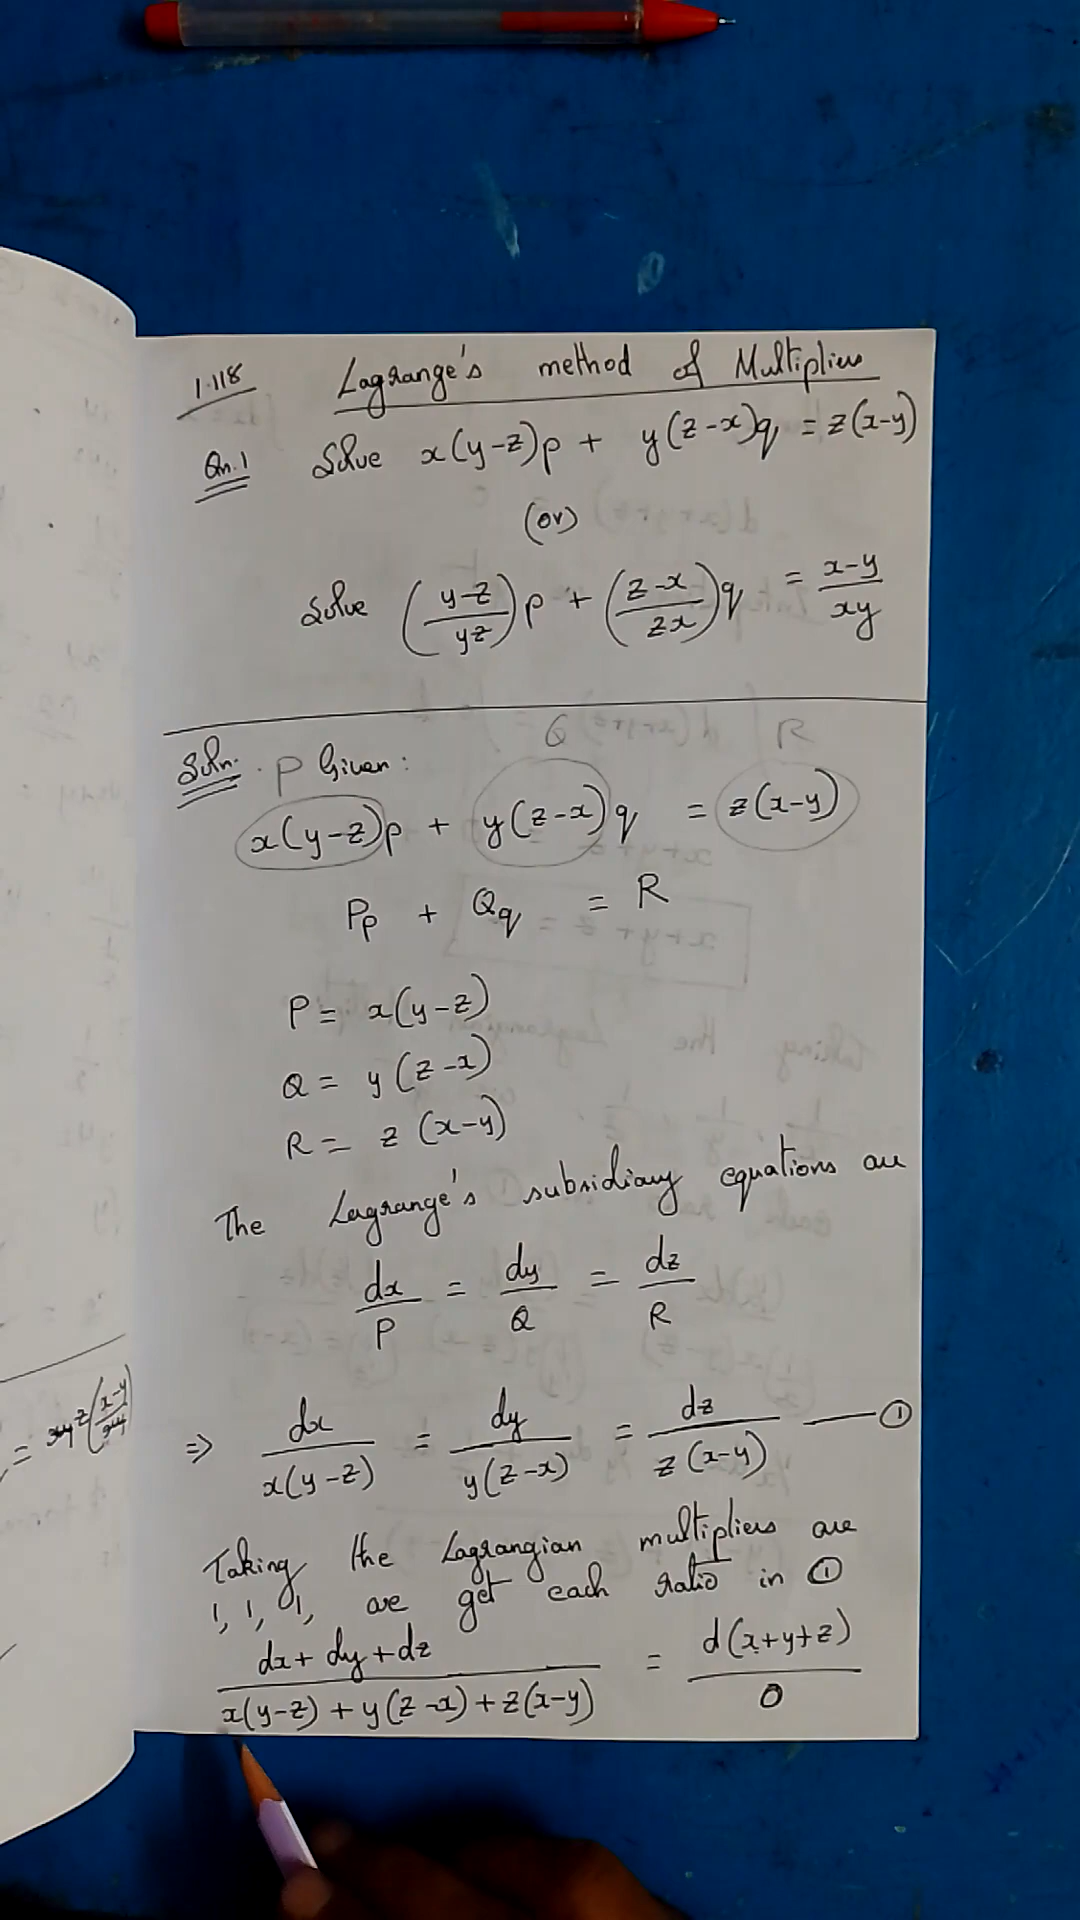 1.118 Lagrange's method of Multipliers
Qn.1 Solve x(y-z)p + y(z-x)q = z(x-y)
(or)
Solve ((y-z)/yz)p + ((z-x)/zx)q = (x-y)/xy
Q R
Soln. P Given:
x(y-z)p + y(z-x)q = z(x-y)
Pp + Qq = R
P = x(y-z)
Q = y(z-x)
R = z(x-y)
The Lagrange's subsidiary equations are
dx/P = dy/Q = dz/R
⇒ dx/x(y-z) = dy/y(z-x) = dz/z(x-y) — ①
Taking the Lagrangian multipliers are
1, 1, 1, we get each ratio in ①
(dx+dy+dz)/(x(y-z)+y(z-x)+z(x-y)) = d(x+y+z)/0